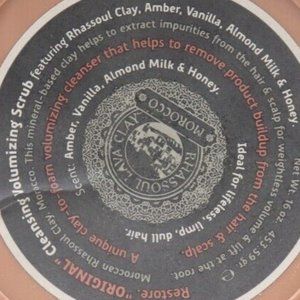 Cleansing Volumizing Scrub featuring Rhassoul Clay, Amber, Vanilla, Almond Milk & Honey
Moroccan Rhassoul Clay, Morocco. This mineral-based clay helps to extract impurities from the hair & scalp for weightless volume & lift at the root.
A unique clay-to-foam volumizing cleanser that helps to remove product buildup from the hair & scalp.
Scent: Amber, Vanilla, Almond Milk & Honey
Ideal for lifeless, limp, dull hair.
RHASSOUL LAVA CLAY
MOROCCO
Restore "ORIGINAL"
Net Wt. 16 oz. 453.59 gr